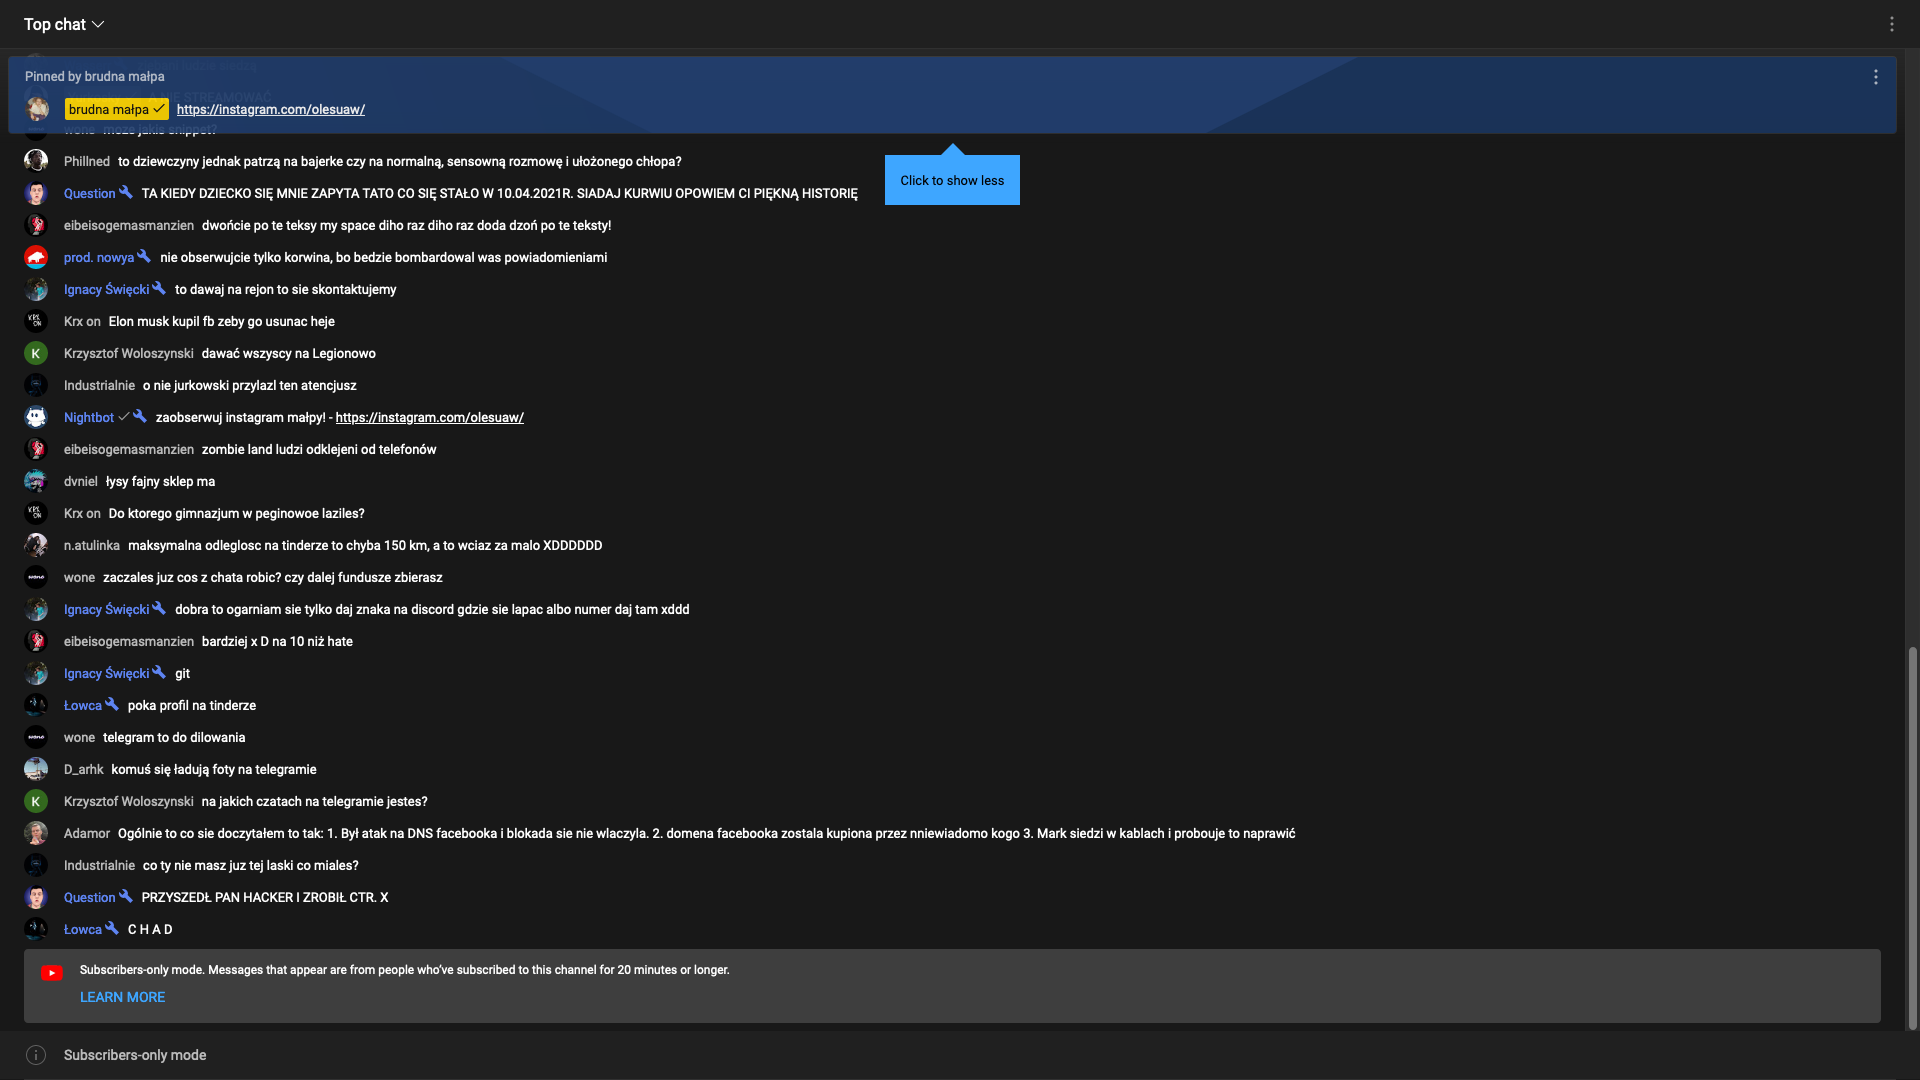 Top chat
Pinned by brudna małpa
brudna małpa https://instagram.com/olesuaw/
A NIE STREAMOWAĆ
wone może jakiś snippet?
Phillned to dziewczyny jednak patrzą na bajerke czy na normalną, sensowną rozmowę i ułożonego chłopa?
Question TA KIEDY DZIECKO SIĘ MNIE ZAPYTA TATO CO SIĘ STAŁO W 10.04.2021R. SIADAJ KURWIU OPOWIEM CI PIĘKNĄ HISTORIĘ
Click to show less
eibeisogemasmanzien dwońcie po te teksy my space diho raz diho raz doda dzoń po te teksty!
prod. nowya nie obserwujcie tylko korwina, bo bedzie bombardowal was powiadomieniami
Ignacy Święcki to dawaj na rejon to sie skontaktujemy
KRX ON
Krx on Elon musk kupil fb zeby go usunac heje
K
Krzysztof Woloszynski dawać wszyscy na Legionowo
Industrialnie o nie jurkowski przylazl ten atencjusz
Nightbot zaobserwuj instagram małpy! - https://instagram.com/olesuaw/
eibeisogemasmanzien zombie land ludzi odklejeni od telefonów
dvniel łysy fajny sklep ma
KRX ON
Krx on Do ktorego gimnazjum w peginowoe laziles?
n.atulinka maksymalna odleglosc na tinderze to chyba 150 km, a to wciaz za malo XDDDDDD
wono
wone zaczales juz cos z chata robic? czy dalej fundusze zbierasz
Ignacy Święcki dobra to ogarniam sie tylko daj znaka na discord gdzie sie lapac albo numer daj tam xddd
eibeisogemasmanzien bardziej x D na 10 niż hate
Ignacy Święcki git
Łowca poka profil na tinderze
wono
wone telegram to do dilowania
D_arhk komuś się ładują foty na telegramie
K
Krzysztof Woloszynski na jakich czatach na telegramie jestes?
Adamor Ogólnie to co sie doczytałem to tak: 1. Był atak na DNS facebooka i blokada sie nie wlaczyla. 2. domena facebooka zostala kupiona przez nniewiadomo kogo 3. Mark siedzi w kablach i probouje to naprawić
Industrialnie co ty nie masz juz tej laski co miales?
Question PRZYSZEDŁ PAN HACKER I ZROBIŁ CTR. X
Łowca C H A D
Subscribers-only mode. Messages that appear are from people who've subscribed to this channel for 20 minutes or longer.
LEARN MORE
Subscribers-only mode